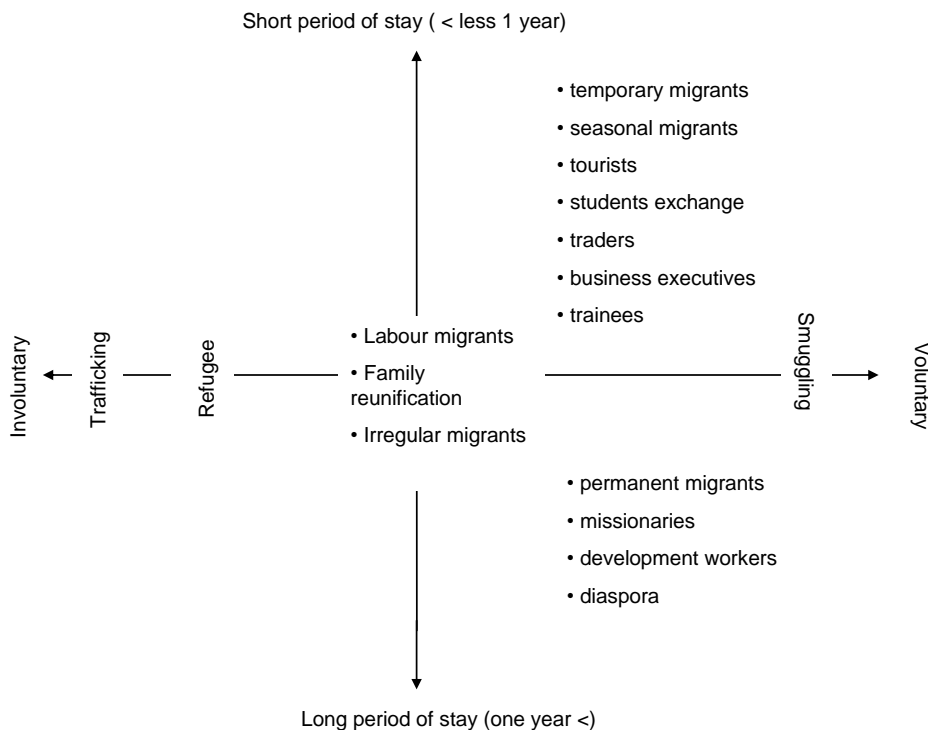 Short period of stay ( < less 1 year)
• temporary migrants
• seasonal migrants
• tourists
• students exchange
• traders
• business executives
• trainees
Involuntary
Trafficking
Refugee
• Labour migrants
• Family
reunification
• Irregular migrants
Smuggling
Voluntary
• permanent migrants
• missionaries
• development workers
• diaspora
Long period of stay (one year <)